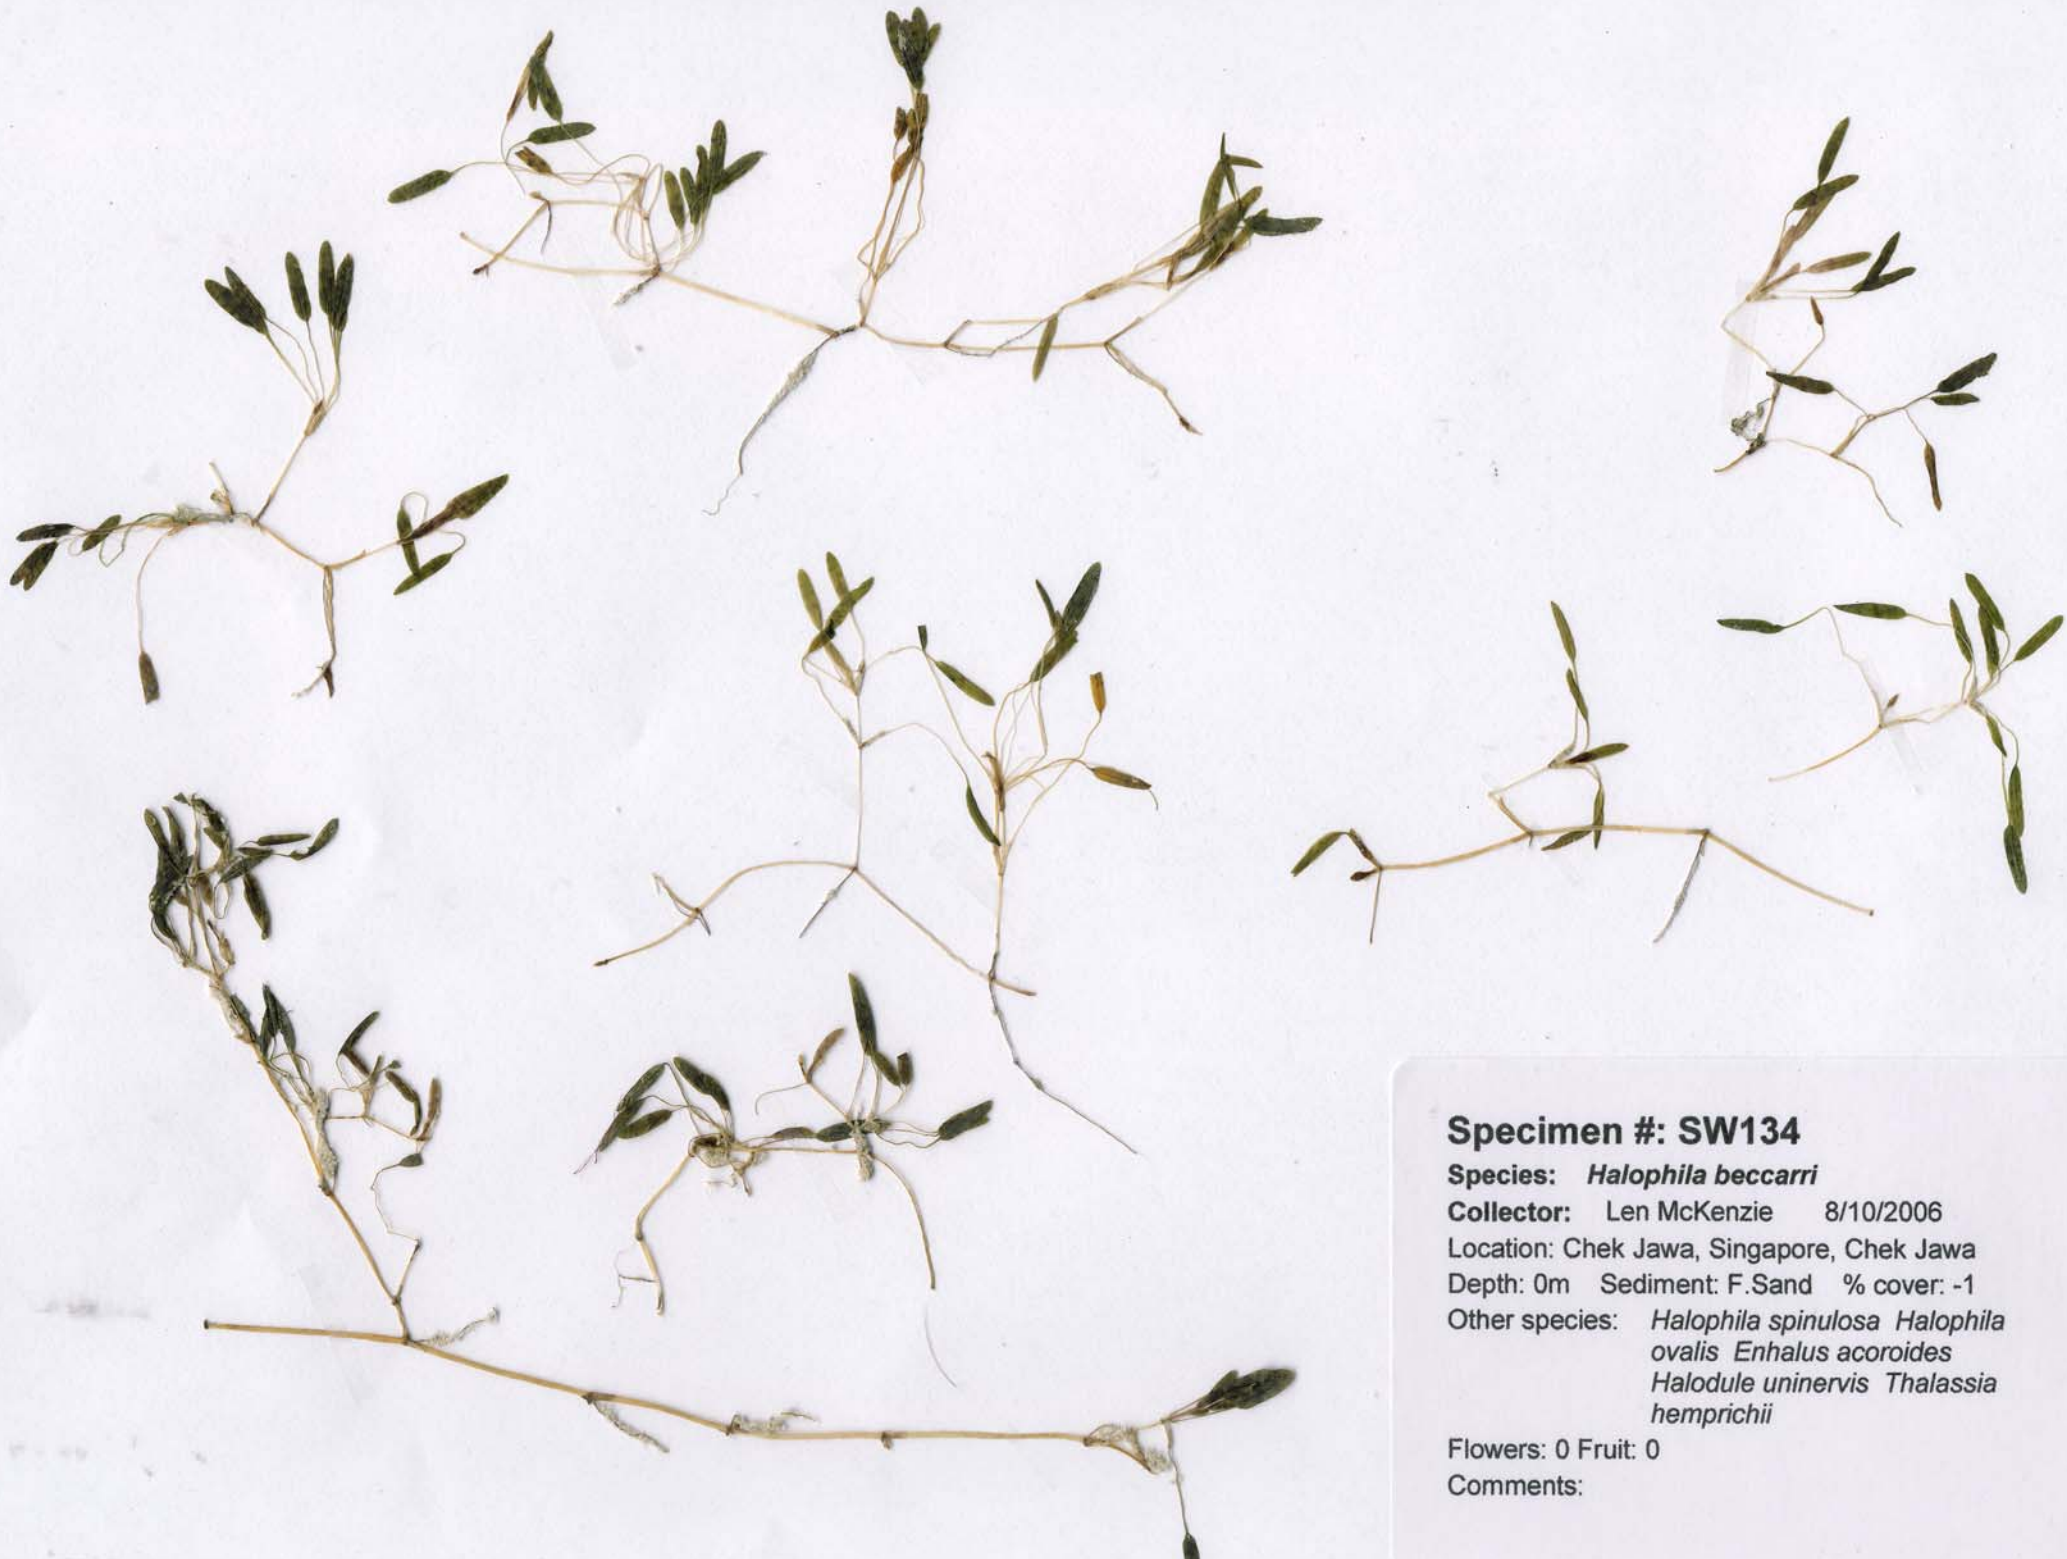 Specimen #: SW134
Species: Halophila beccarri
Collector: Len McKenzie 8/10/2006
Location: Chek Jawa, Singapore, Chek Jawa
Depth: 0m Sediment: F.Sand % cover: -1
Other species: Halophila spinulosa Halophila
ovalis Enhalus acoroides
Halodule uninervis Thalassia
hemprichii
Flowers: 0 Fruit: 0
Comments: